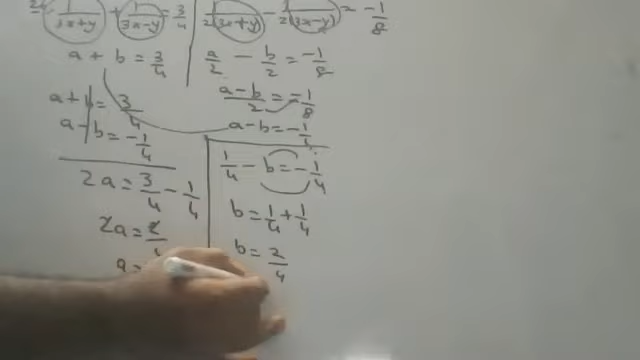 1/(3x+y) + 1/(3x-y) = 3/4
1/2(3x+y) - 1/2(3x-y) = -1/8
a + b = 3/4
a/2 - b/2 = -1/8
(a-b)/2 = -1/8
a-b = -1/4
a+b = 3/4
a-b = -1/4
2a = 3/4 - 1/4
2a = 2/4
a =
1/4 - b = -1/4
b = 1/4 + 1/4
b = 2/4